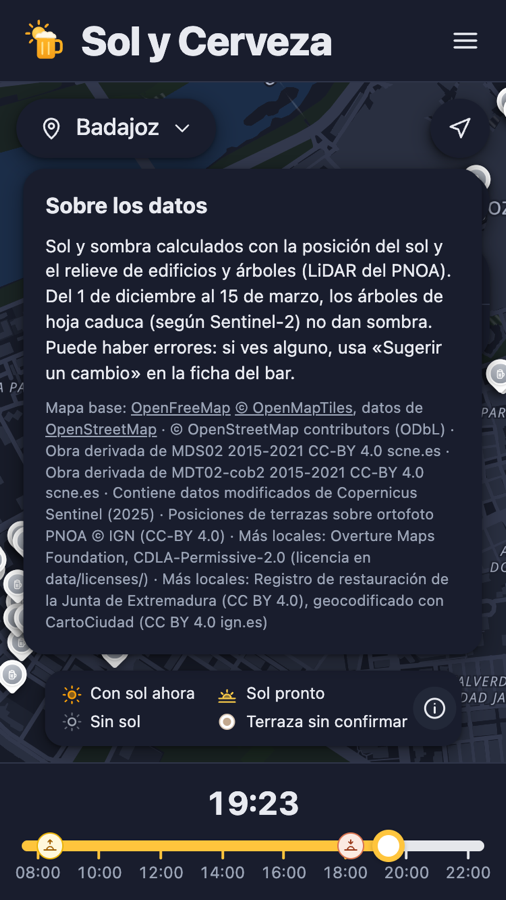 Sol y Cerveza
Badajoz
Sobre los datos
Sol y sombra calculados con la posición del sol y
el relieve de edificios y árboles (LiDAR del PNOA).
Del 1 de diciembre al 15 de marzo, los árboles de
hoja caduca (según Sentinel-2) no dan sombra.
Puede haber errores: si ves alguno, usa «Sugerir
un cambio» en la ficha del bar.
Mapa base: OpenFreeMap © OpenMapTiles, datos de
OpenStreetMap · © OpenStreetMap contributors (ODbL) ·
Obra derivada de MDS02 2015-2021 CC-BY 4.0 scne.es ·
Obra derivada de MDT02-cob2 2015-2021 CC-BY 4.0
scne.es · Contiene datos modificados de Copernicus
Sentinel (2025) · Posiciones de terrazas sobre ortofoto
PNOA © IGN (CC-BY 4.0) · Más locales: Overture Maps
Foundation, CDLA-Permissive-2.0 (licencia en
data/licenses/) · Más locales: Registro de restauración de
la Junta de Extremadura (CC BY 4.0), geocodificado con
CartoCiudad (CC BY 4.0 ign.es)
Con sol ahora
Sol pronto
Sin sol
Terraza sin confirmar
19:23
08:00 10:00 12:00 14:00 16:00 18:00 20:00 22:00